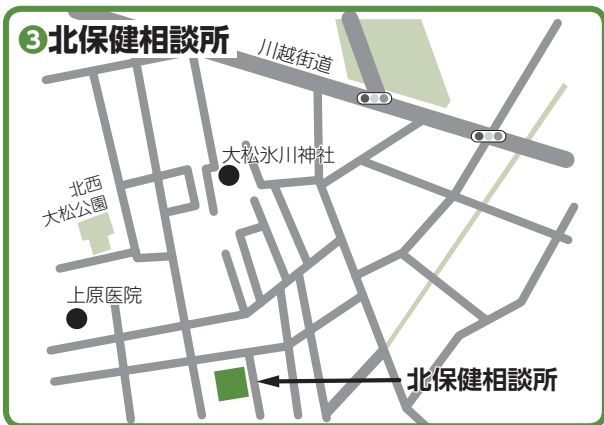 ❸北保健相談所
川越街道
大松氷川神社
北西
大松公園
上原医院
北保健相談所